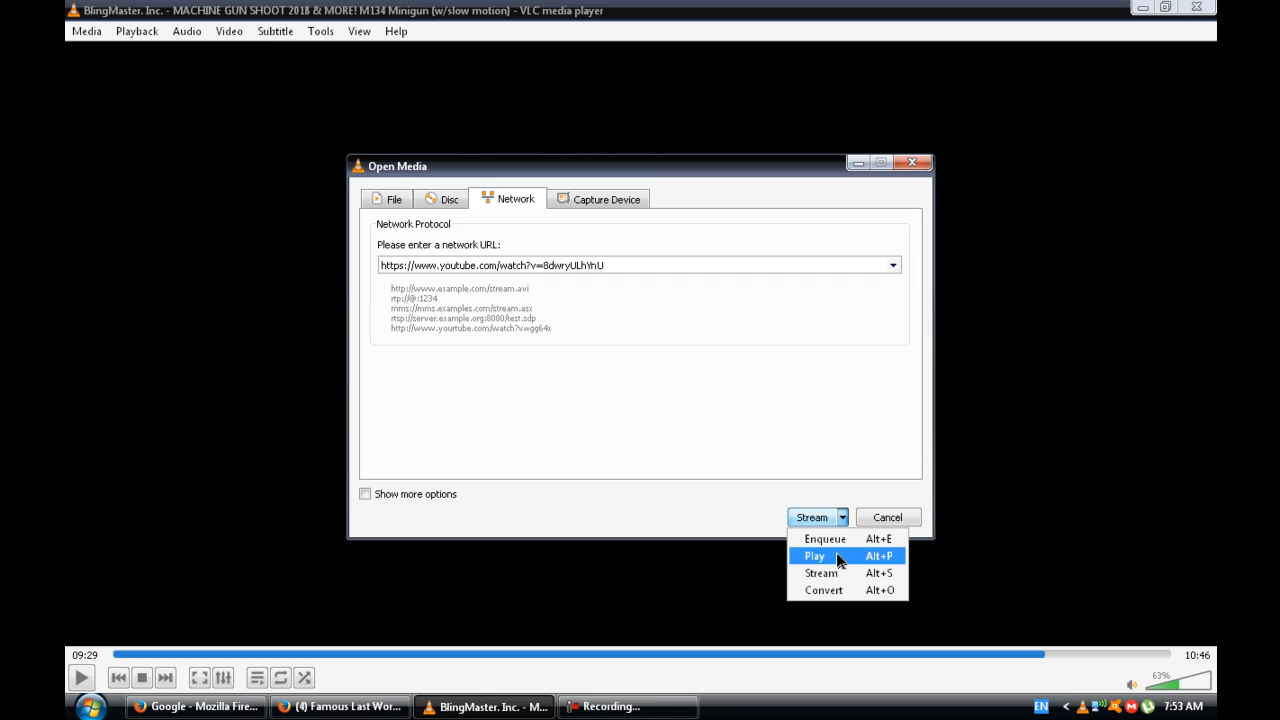 BlingMaster. Inc. - MACHINE GUN SHOOT 2018 & MORE! M134 Minigun (w/slow motion) - VLC media player
Media Playback Audio Video Subtitle Tools View Help
Open Media
File Disc Network Capture Device
Network Protocol
Please enter a network URL:
https://www.youtube.com/watch?v=8dwryULhYnU
http://www.example.com/stream.avi
rtp://@:1234
mms://mms.examples.com/stream.asx
rtsp://server.example.org:8080/test.sdp
http://www.yourtube.com/watch?v=gg64x
Show more options
Stream Cancel
Enqueue Alt+E
Play Alt+P
Stream Alt+S
Convert Alt+O
09:29 10:46
63%
Google - Mozilla Fire... (4) Famous Last Wor... BlingMaster. Inc. - M... Recording... EN 7:53 AM